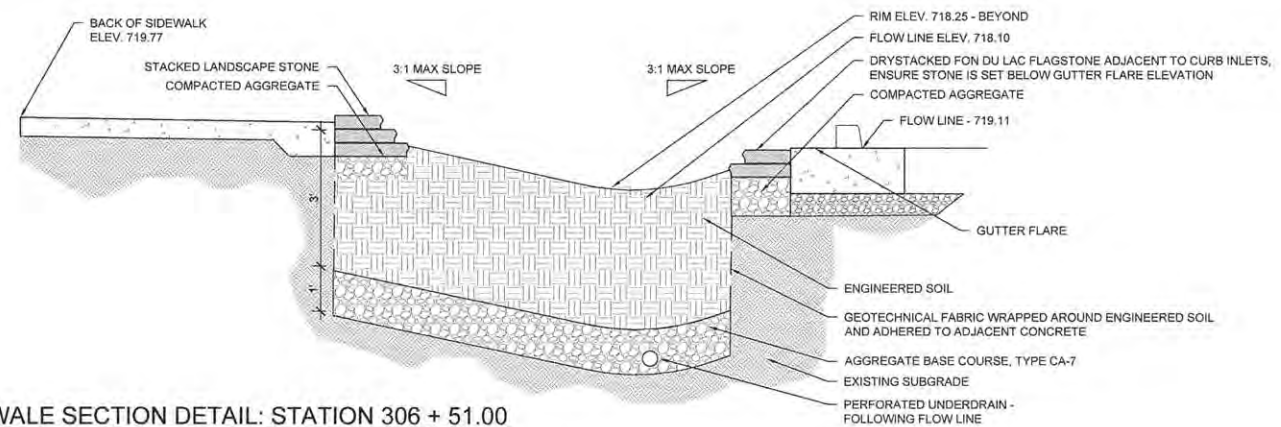 BACK OF SIDEWALK
ELEV. 719.77
STACKED LANDSCAPE STONE
COMPACTED AGGREGATE
3:1 MAX SLOPE
3:1 MAX SLOPE
RIM ELEV. 718.25 - BEYOND
FLOW LINE ELEV. 718.10
DRYSTACKED FON DU LAC FLAGSTONE ADJACENT TO CURB INLETS,
ENSURE STONE IS SET BELOW GUTTER FLARE ELEVATION
COMPACTED AGGREGATE
FLOW LINE - 719.11
3'
1'
GUTTER FLARE
ENGINEERED SOIL
GEOTECHNICAL FABRIC WRAPPED AROUND ENGINEERED SOIL
AND ADHERED TO ADJACENT CONCRETE
AGGREGATE BASE COURSE, TYPE CA-7
EXISTING SUBGRADE
PERFORATED UNDERDRAIN -
FOLLOWING FLOW LINE
WALE SECTION DETAIL: STATION 306 + 51.00